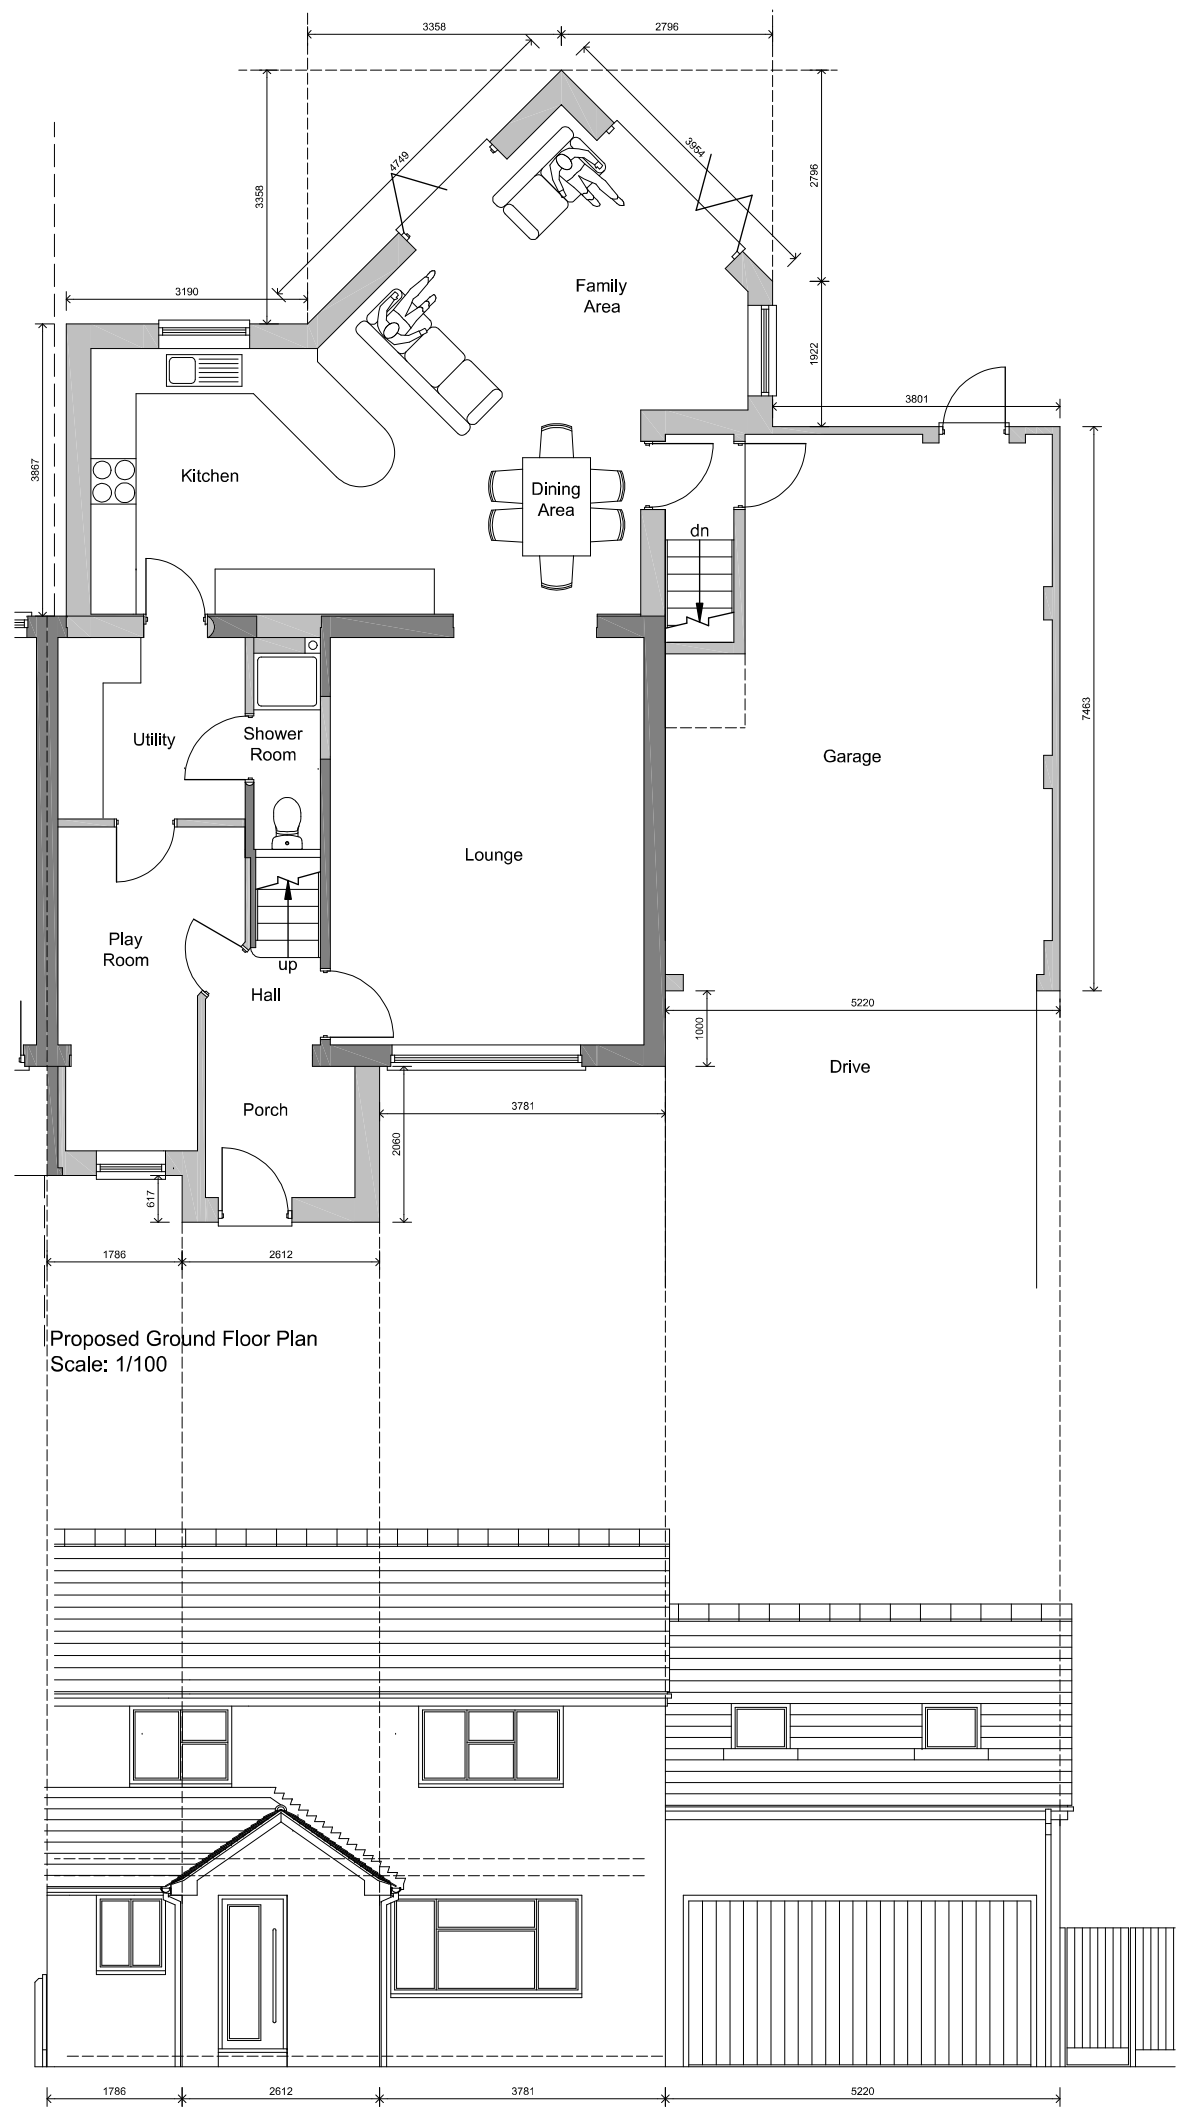 3358
2796
4749
3954
3358
2796
3190
Family
Area
1922
3801
3867
Kitchen
Dining
Area
dn
7463
Utility
Shower
Room
Garage
Lounge
Play
Room
up
Hall
5220
1000
Drive
3781
Porch
2060
617
1786
2612
Proposed Ground Floor Plan
Scale: 1/100
1786
2612
3781
5220